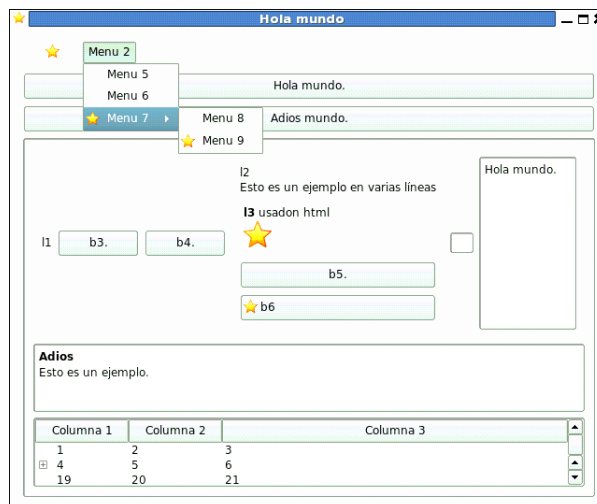 Hola mundo
Menu 2
Menu 5
Menu 6
Menu 7
Menu 8
Menu 9
Hola mundo.
Adios mundo.
l2
Esto es un ejemplo en varias líneas
l3 usadon html
l1
b3.
b4.
b5.
b6
Hola mundo.
Adios
Esto es un ejemplo.
Columna 1 Columna 2 Columna 3
1 2 3
4 5 6
19 20 21